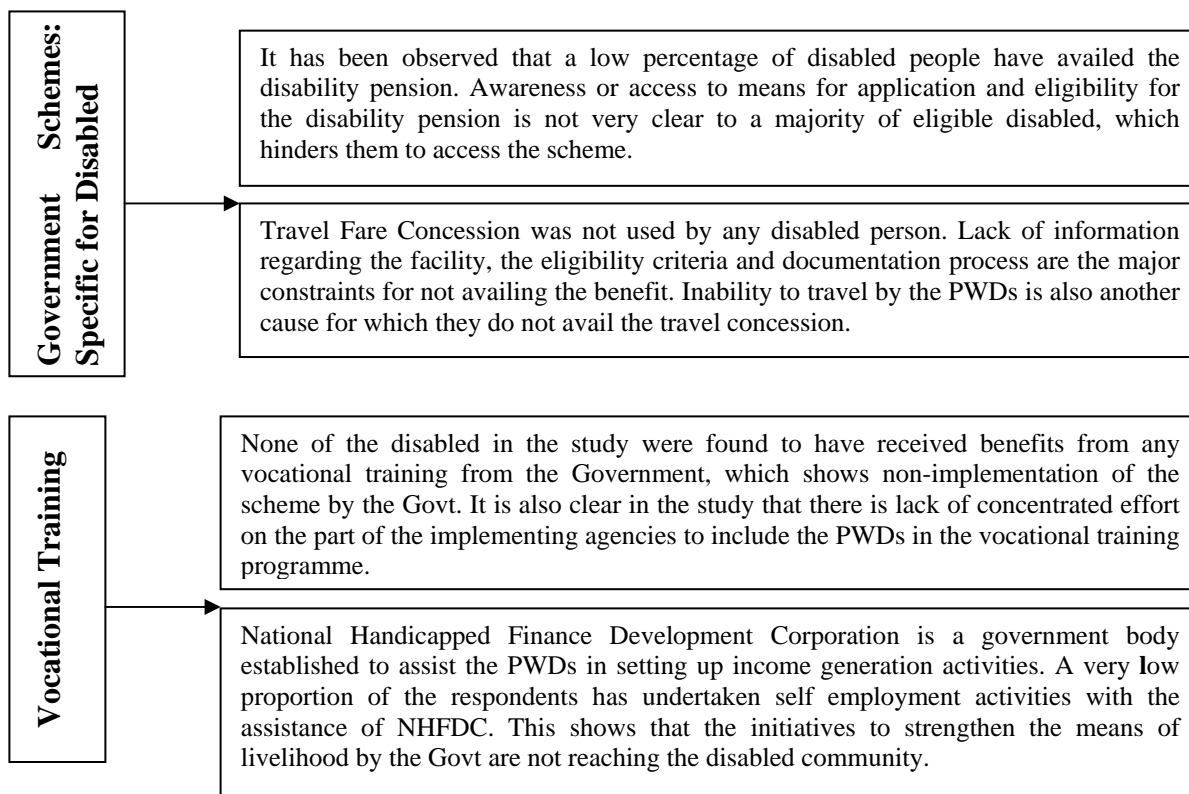 Government Schemes:
Specific for Disabled
It has been observed that a low percentage of disabled people have availed the
disability pension. Awareness or access to means for application and eligibility for
the disability pension is not very clear to a majority of eligible disabled, which
hinders them to access the scheme.
Travel Fare Concession was not used by any disabled person. Lack of information
regarding the facility, the eligibility criteria and documentation process are the major
constraints for not availing the benefit. Inability to travel by the PWDs is also another
cause for which they do not avail the travel concession.
Vocational Training
None of the disabled in the study were found to have received benefits from any
vocational training from the Government, which shows non-implementation of the
scheme by the Govt. It is also clear in the study that there is lack of concentrated effort
on the part of the implementing agencies to include the PWDs in the vocational training
programme.
National Handicapped Finance Development Corporation is a government body
established to assist the PWDs in setting up income generation activities. A very low
proportion of the respondents has undertaken self employment activities with the
assistance of NHFDC. This shows that the initiatives to strengthen the means of
livelihood by the Govt are not reaching the disabled community.